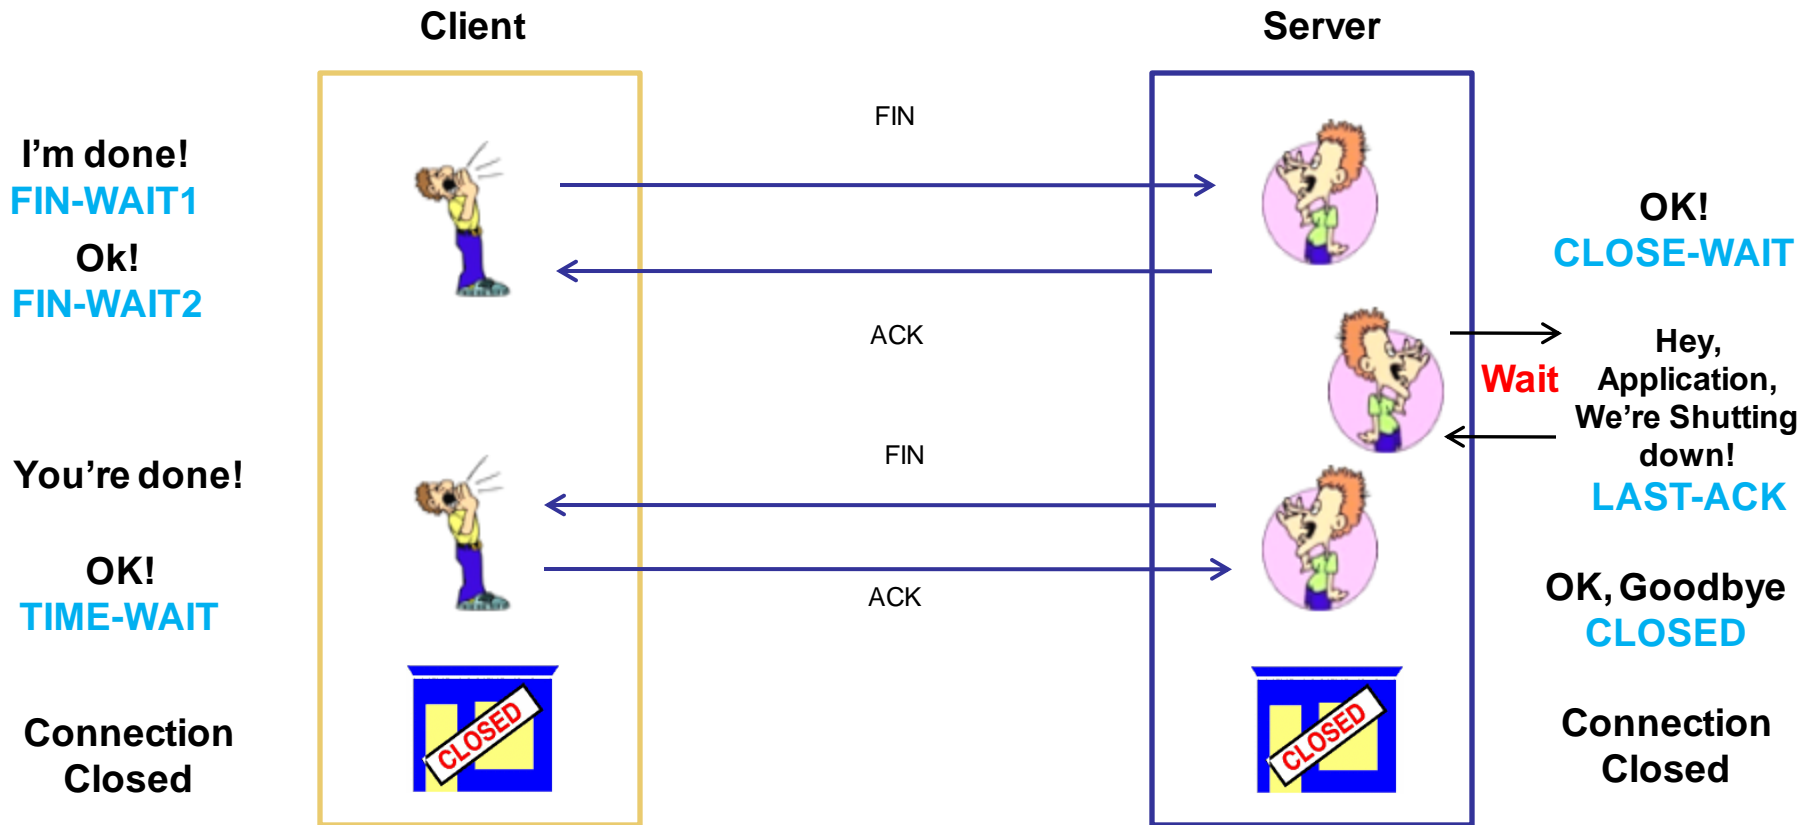 Client
Server
FIN
I'm done!
FIN-WAIT1
Ok!
FIN-WAIT2
OK!
CLOSE-WAIT
ACK
Wait
Hey,
Application,
We're Shutting
down!
LAST-ACK
FIN
You're done!
OK!
TIME-WAIT
ACK
OK, Goodbye
CLOSED
CLOSED
CLOSED
Connection
Closed
Connection
Closed